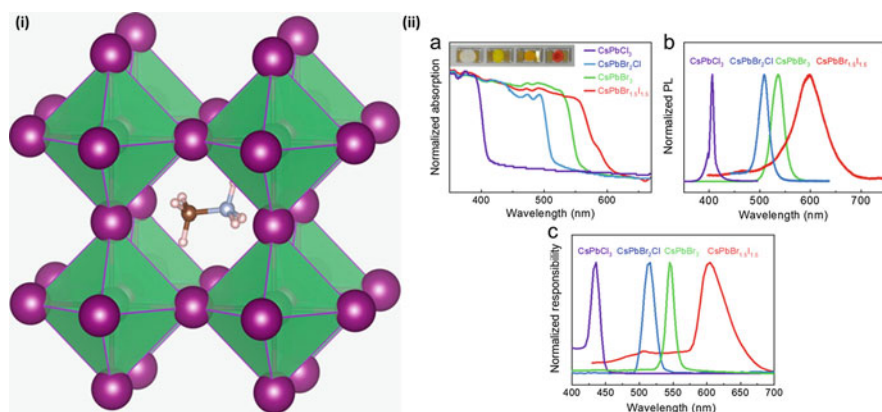 (i)
(ii)
a
CsPbCl₃
CsPbBr₂Cl
CsPbBr₃
CsPbBr₁.₅I₁.₅
Normalized absorption
400 500 600
Wavelength (nm)
b
CsPbCl₃ CsPbBr₂Cl CsPbBr₃ CsPbBr₁.₅I₁.₅
Normalized PL
400 500 600 700
Wavelength (nm)
c
CsPbCl₃ CsPbBr₂Cl CsPbBr₃ CsPbBr₁.₅I₁.₅
Normalized responsibility
400 450 500 550 600 650 700
Wavelength (nm)